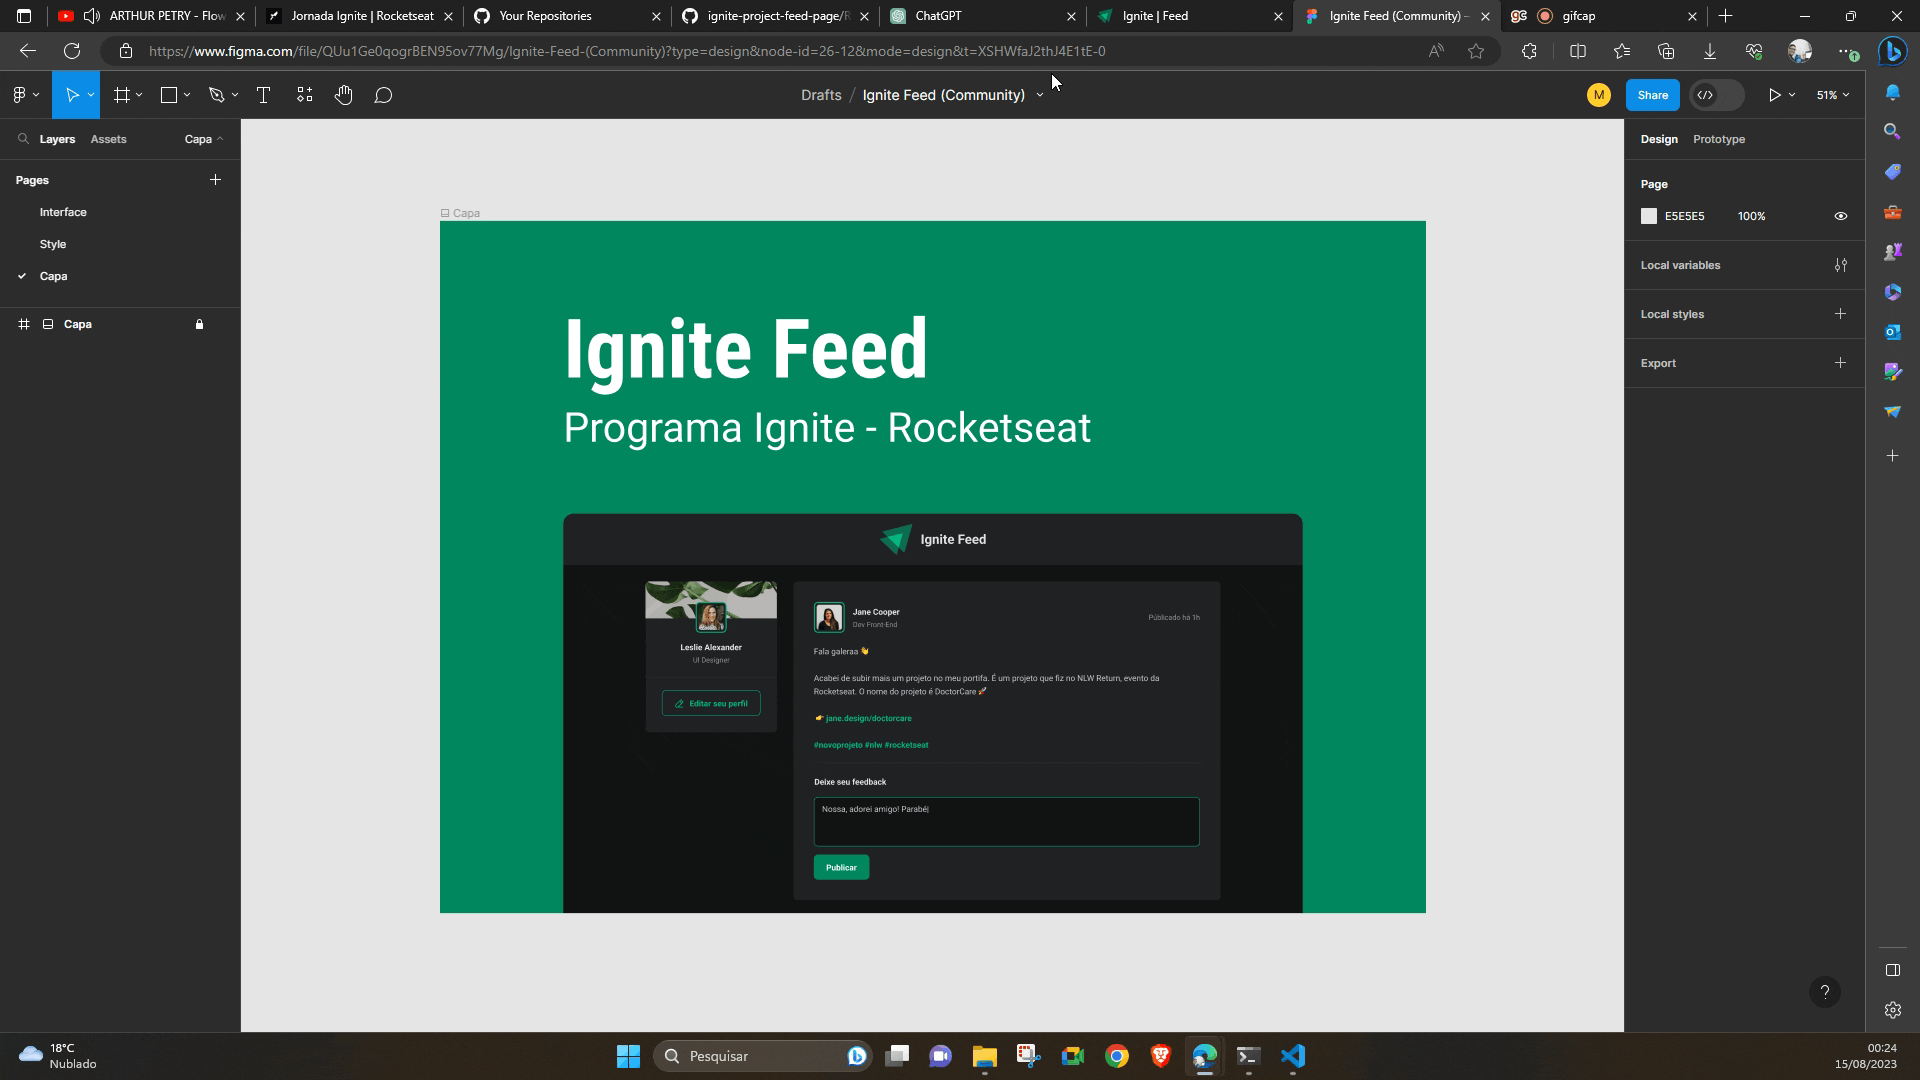 ARTHUR PETRY - Flow
Jornada Ignite | Rocketseat
Your Repositories
ignite-project-feed-page/R
ChatGPT
Ignite | Feed
Ignite Feed (Community) –
gc
gifcap
https://www.figma.com/file/QUu1Ge0qogrBEN95ov77Mg/Ignite-Feed-(Community)?type=design&node-id=26-12&mode=design&t=XSHWfaJ2thJ4E1tE-0
Drafts / Ignite Feed (Community)
M
Share
51%
Layers
Assets
Capa
Design
Prototype
Pages
Interface
Style
Capa
Capa
Page
E5E5E5
100%
Local variables
Local styles
Export
Capa
Ignite Feed
Programa Ignite - Rocketseat
Ignite Feed
Leslie Alexander
UI Designer
Editar seu perfil
Jane Cooper
Dev Front-End
Públicado há 1h
Fala galeraa 👋
Acabei de subir mais um projeto no meu portifa. É um projeto que fiz no NLW Return, evento da
Rocketseat. O nome do projeto é DoctorCare 🚀
👉 jane.design/doctorcare
#novoprojeto #nlw #rocketseat
Deixe seu feedback
Nossa, adorei amigo! Parabé|
Publicar
?
18°C
Nublado
Pesquisar
00:24
15/08/2023